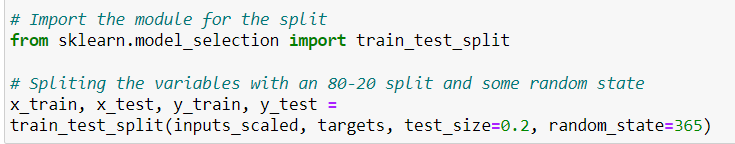 # Import the module for the split
from sklearn.model_selection import train_test_split
# Spliting the variables with an 80-20 split and some random state
x_train, x_test, y_train, y_test =
train_test_split(inputs_scaled, targets, test_size=0.2, random_state=365)